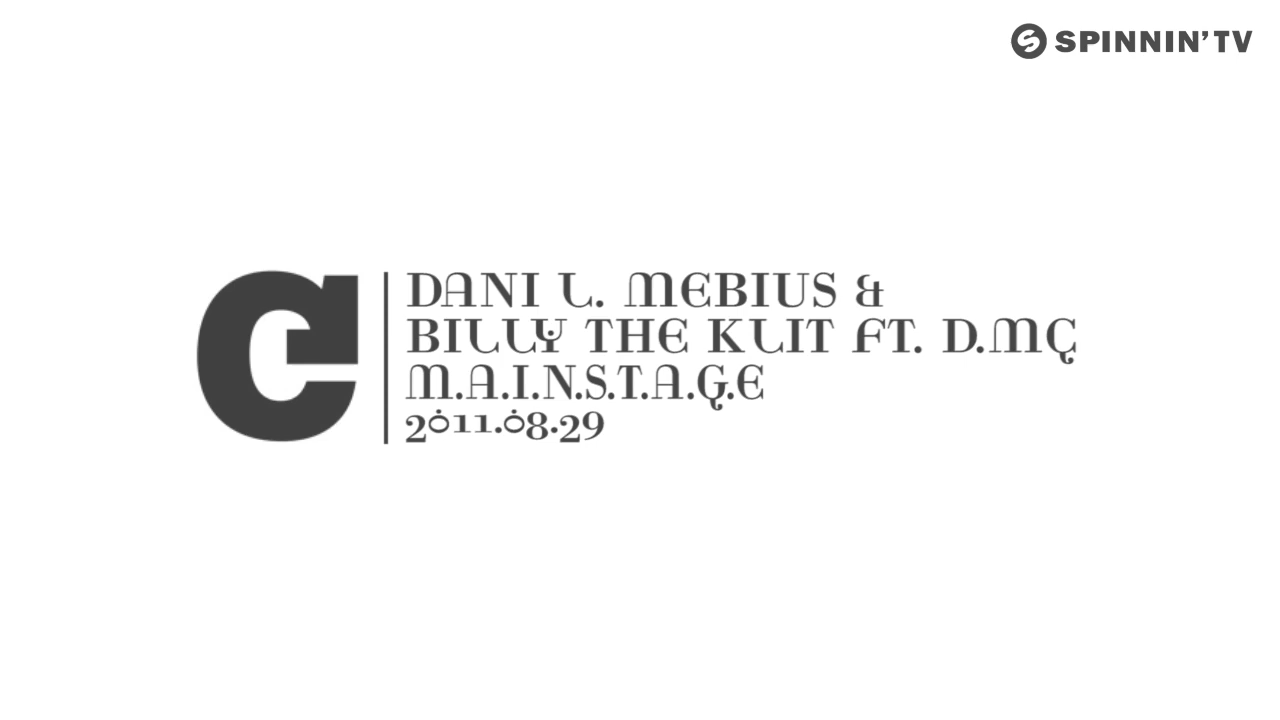 SPINNIN' TV
DANI L. MEBIUS &
BILLY THE KLIT FT. D.MC
M.A.I.N.S.T.A.G.E
2011.08.29